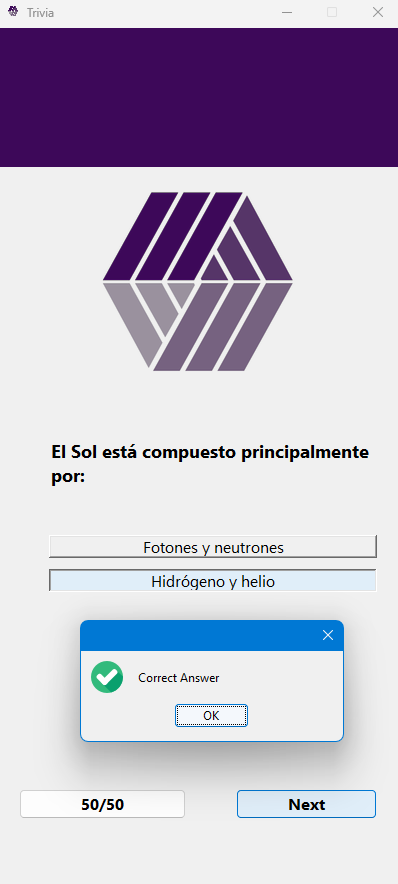 Trivia
El Sol está compuesto principalmente
por:
Fotones y neutrones
Hidrógeno y helio
Correct Answer
OK
50/50
Next